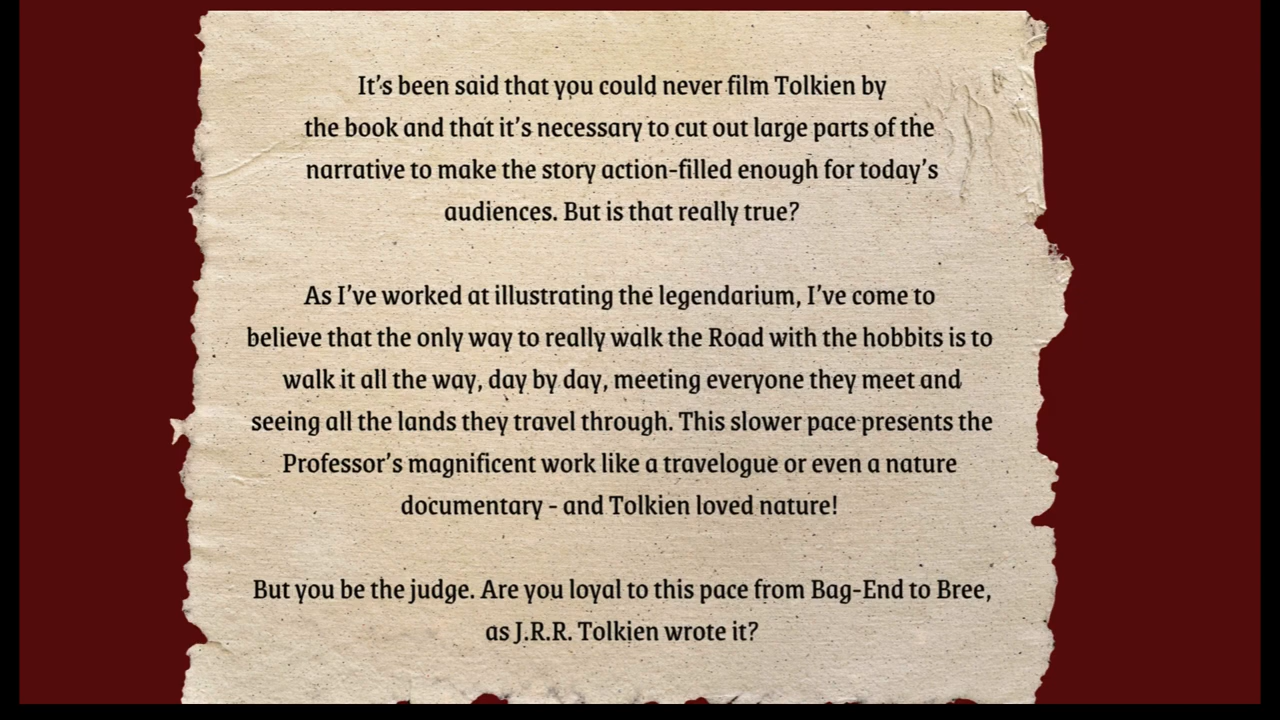 It's been said that you could never film Tolkien by
the book and that it's necessary to cut out large parts of the
narrative to make the story action-filled enough for today's
audiences. But is that really true?
As I've worked at illustrating the legendarium, I've come to
believe that the only way to really walk the Road with the hobbits is to
walk it all the way, day by day, meeting everyone they meet and
seeing all the lands they travel through. This slower pace presents the
Professor's magnificent work like a travelogue or even a nature
documentary - and Tolkien loved nature!
But you be the judge. Are you loyal to this pace from Bag-End to Bree,
as J.R.R. Tolkien wrote it?